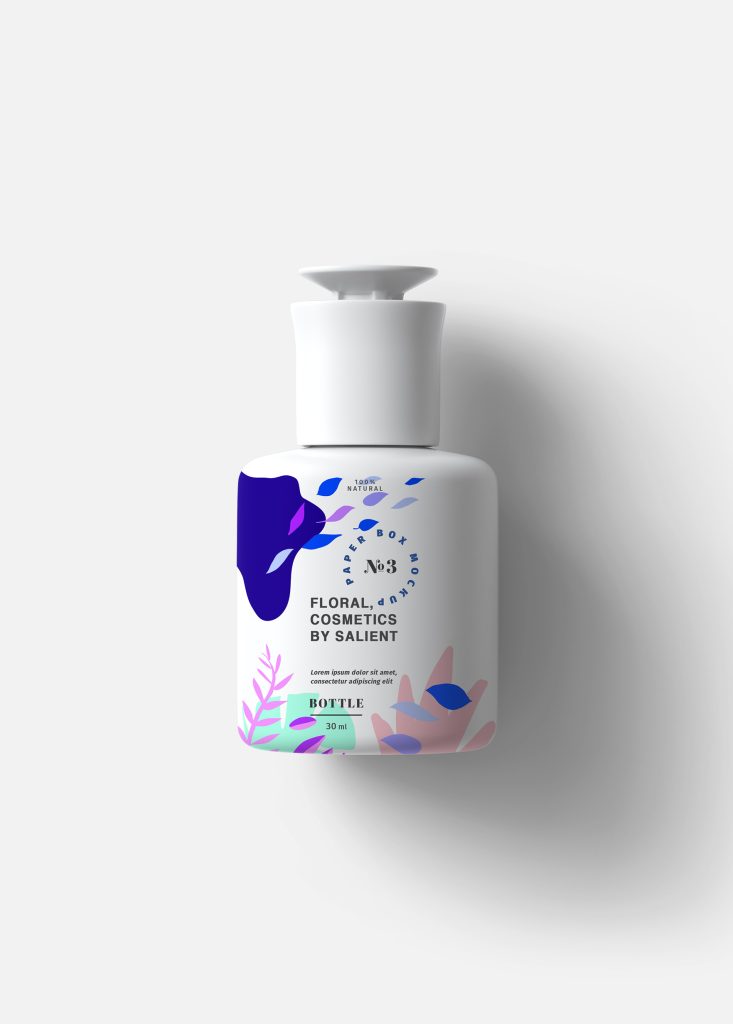 100%
NATURAL
PAPER BOX MOCKUP
№3
FLORAL,
COSMETICS
BY SALIENT
Lorem ipsum dolor sit amet,
consectetur adipiscing elit
BOTTLE
30 ml